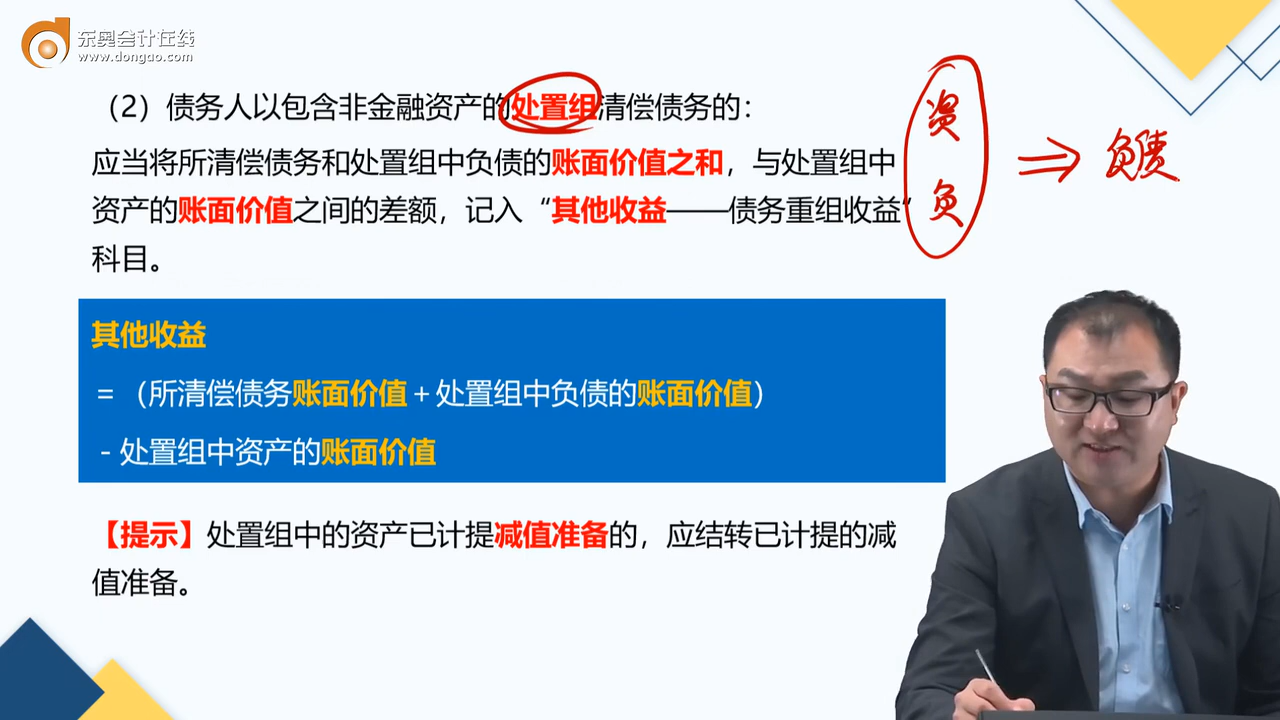 东奥会计在线
www.dongao.com
（2）债务人以包含非金融资产的处置组清偿债务的：
应当将所清偿债务和处置组中负债的账面价值之和，与处置组中
资产的账面价值之间的差额，记入“其他收益——债务重组收益”
科目。
资
负
⇒ 负债
其他收益
=（所清偿债务账面价值＋处置组中负债的账面价值）
- 处置组中资产的账面价值
【提示】处置组中的资产已计提减值准备的，应结转已计提的减
值准备。